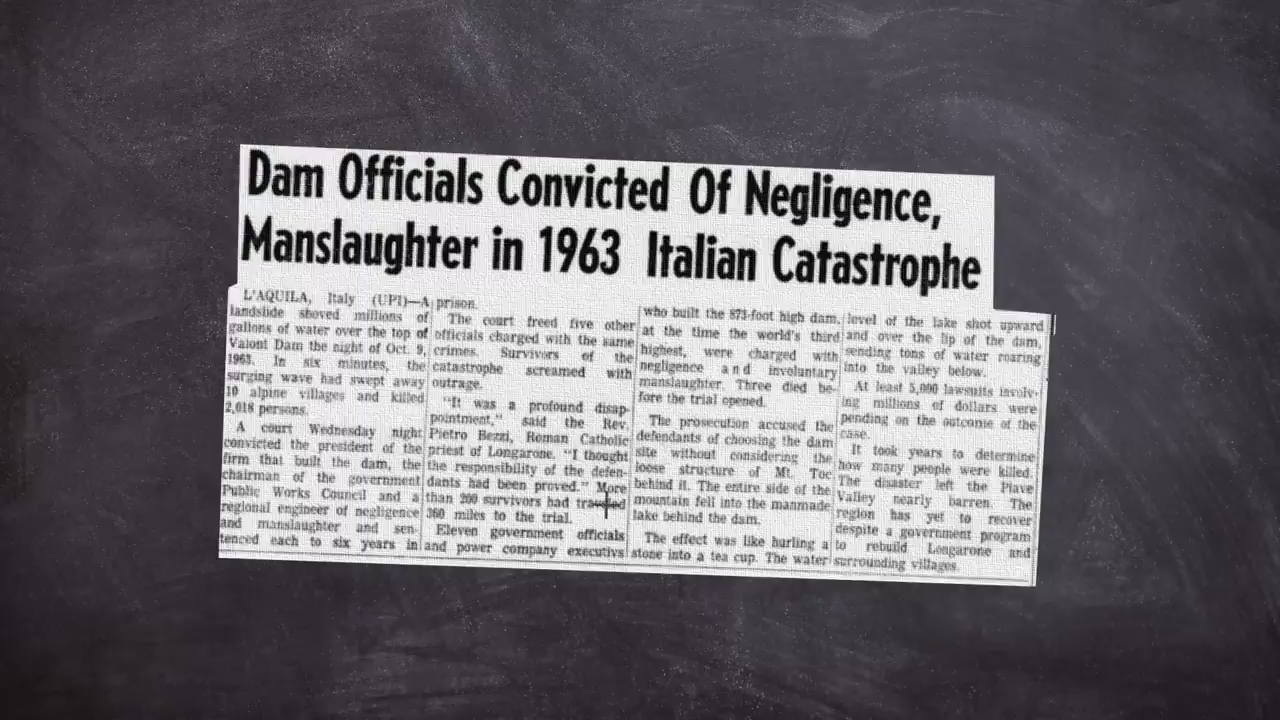 Dam Officials Convicted Of Negligence,
Manslaughter in 1963 Italian Catastrophe
L'AQUILA, Italy (UPI)—A
landslide shoved millions of
gallons of water over the top of
Vaiont Dam the night of Oct. 9,
1963. In six minutes, the
surging wave had swept away
10 alpine villages and killed
2,018 persons.
A court Wednesday night
convicted the president of the
firm that built the dam, the
chairman of the government
Public Works Council and a
regional engineer of negligence
and manslaughter and sen-
tenced each to six years in
prison.
The court freed five other
officials charged with the same
crimes. Survivors of the
catastrophe screamed with
outrage.
"It was a profound disap-
pointment," said the Rev.
Pietro Bezzi, Roman Catholic
priest of Longarone. "I thought
the responsibility of the defen-
dants had been proved." More
than 200 survivors had traveled
360 miles to the trial.
Eleven government officials
and power company executivs
who built the 873-foot high dam,
at the time the world's third
highest, were charged with
negligence and involuntary
manslaughter. Three died be-
fore the trial opened.
The prosecution accused the
defendants of choosing the dam
site without considering the
loose structure of Mt. Toc
behind it. The entire side of the
mountain fell into the manmade
lake behind the dam.
The effect was like hurling a
stone into a tea cup. The water
level of the lake shot upward
and over the lip of the dam,
sending tons of water roaring
into the valley below.
At least 5,000 lawsuits involv-
ing millions of dollars were
pending on the outcome of the
case.
It took years to determine
how many people were killed.
The disaster left the Piave
Valley nearly barren. The
region has yet to recover
despite a government program
to rebuild Longarone and
surrounding villages.